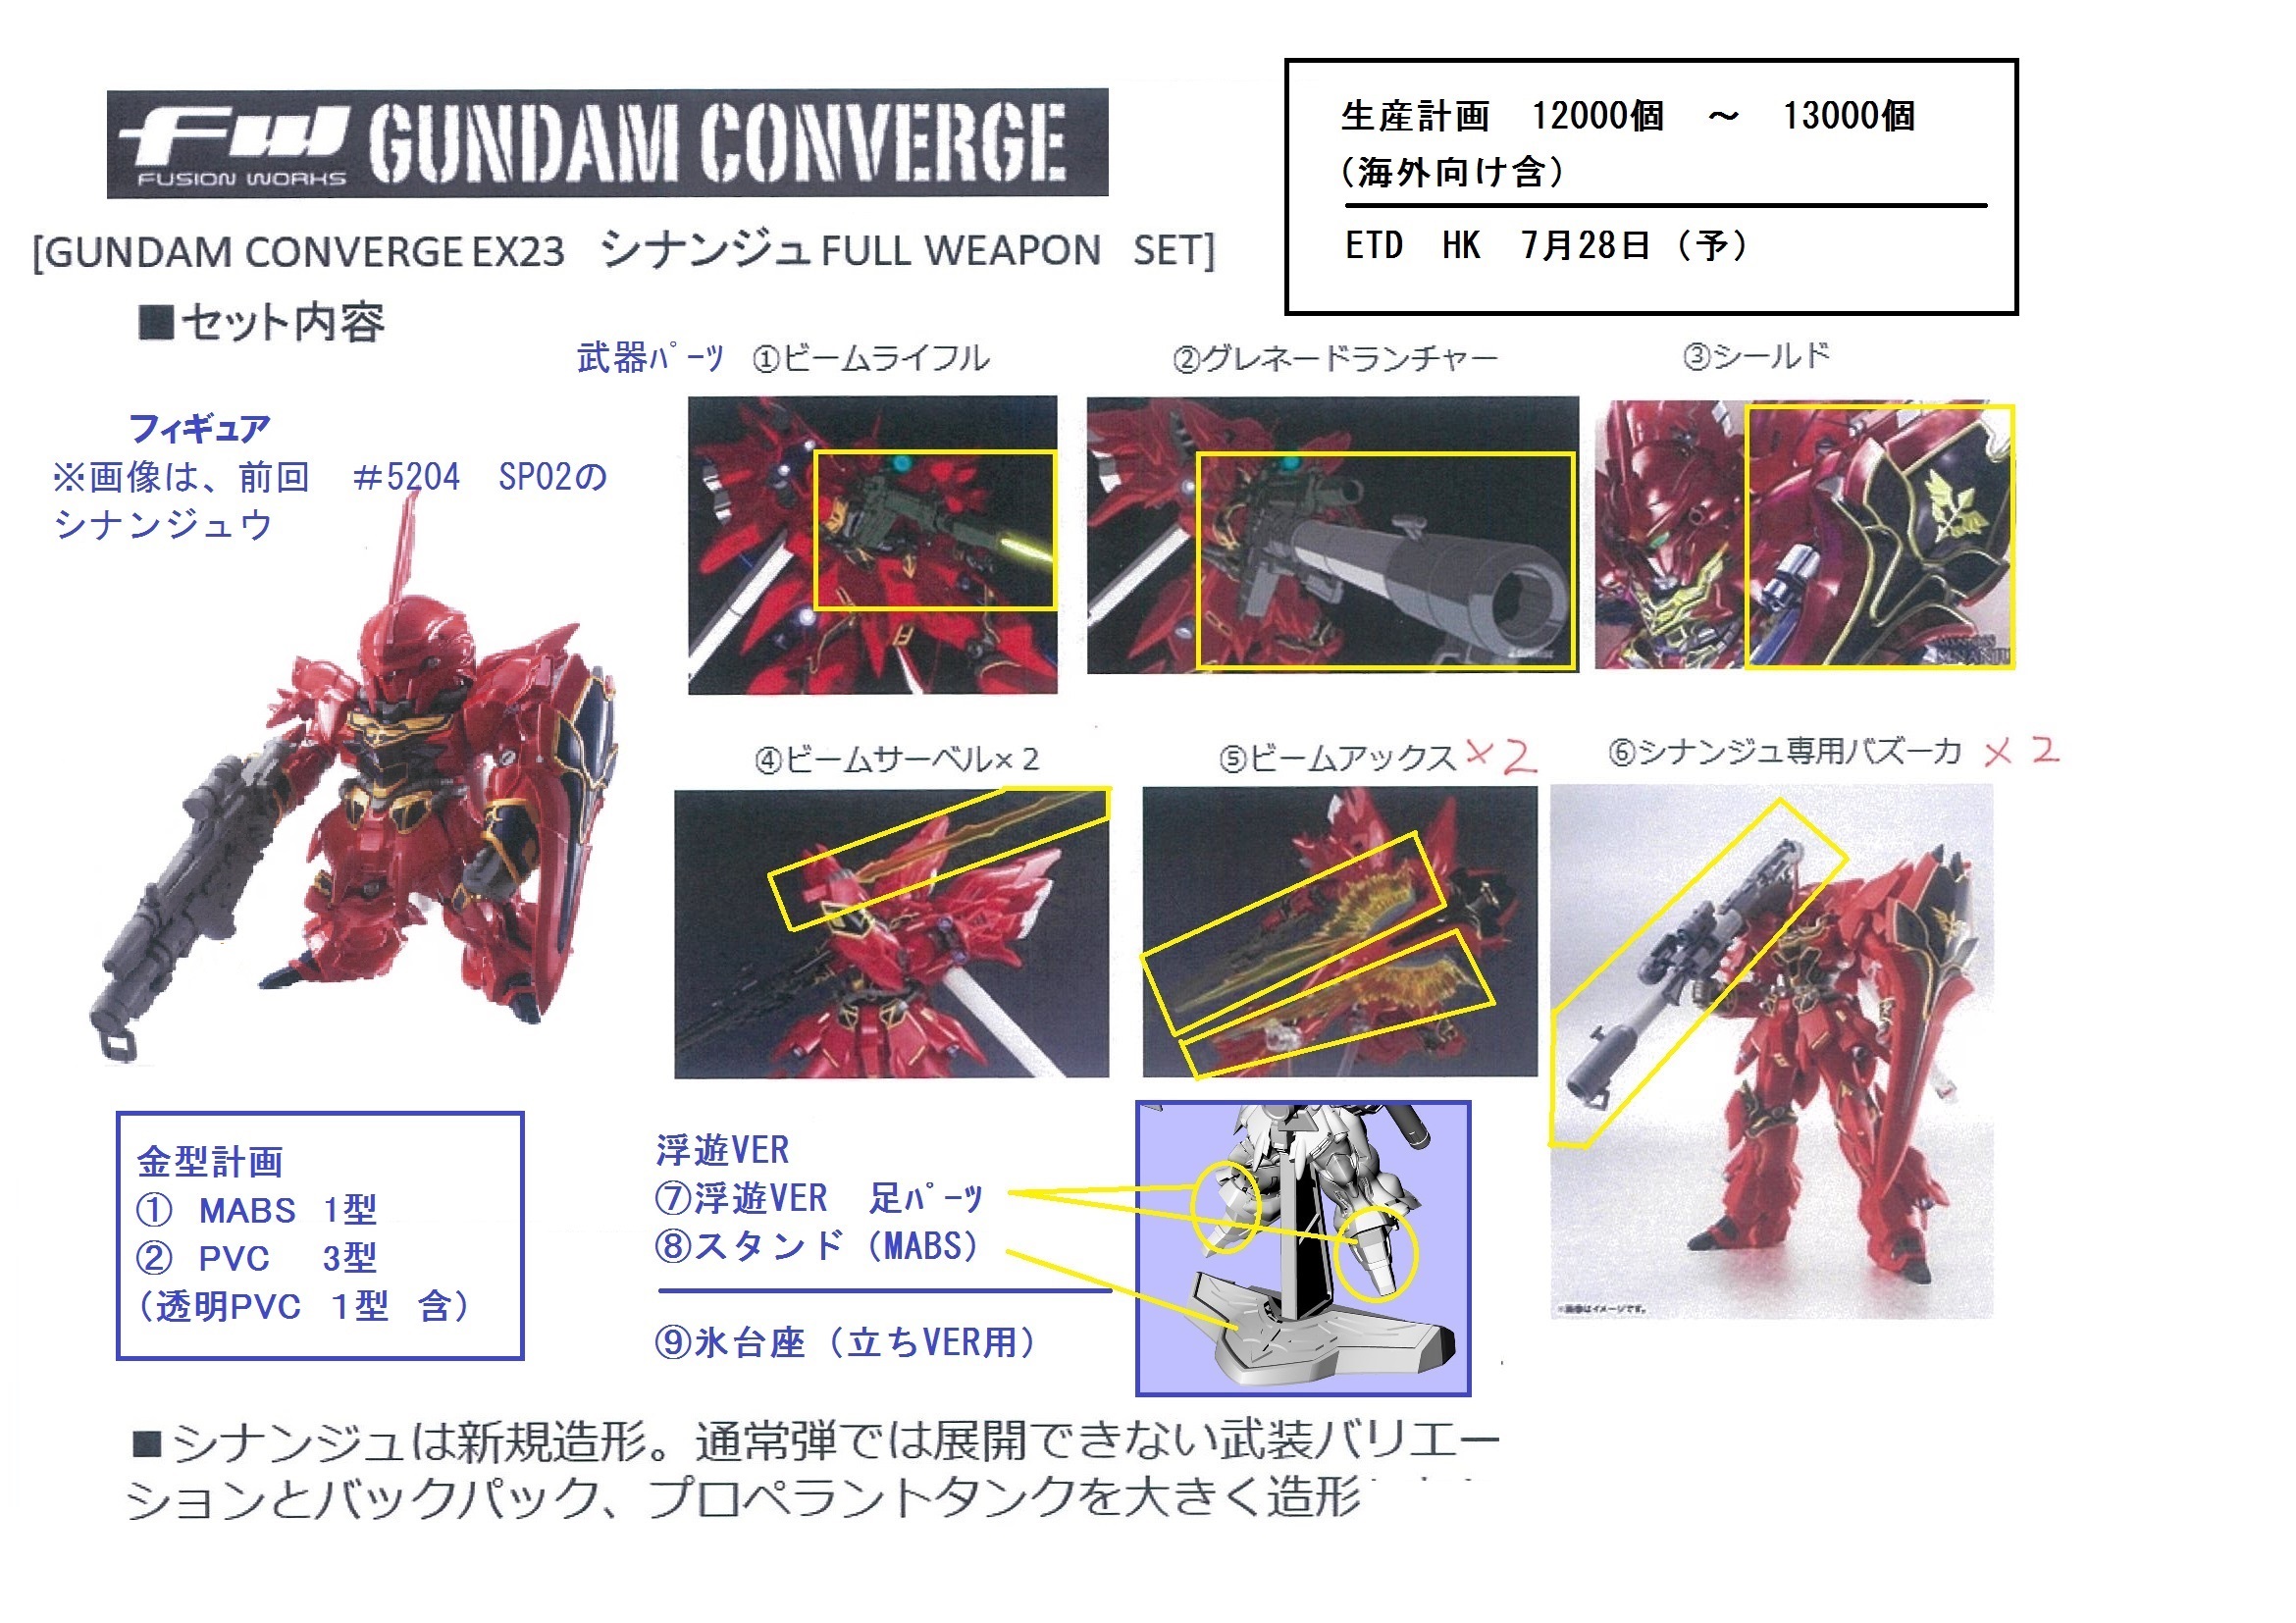 fw GUNDAM CONVERGE
FUSION WORKS
生産計画　12000個　～　13000個
（海外向け含）
ETD　HK　7月28日（予）
[GUNDAM CONVERGE EX23　シナンジュ FULL WEAPON　SET]
■セット内容
武器ﾊﾟｰﾂ　①ビームライフル
②グレネードランチャー
③シールド
フィギュア
※画像は、前回　＃5204　SP02の
シナンジュウ
④ビームサーベル×２
⑤ビームアックス×2
⑥シナンジュ専用バズーカ ×2
※画像はイメージです。
金型計画
①　MABS　1型
②　PVC　3型
（透明PVC　1型　含）
浮遊VER
⑦浮遊VER　足ﾊﾟｰﾂ
⑧スタンド（MABS）
⑨氷台座（立ちVER用）
■シナンジュは新規造形。通常弾では展開できない武装バリエー
ションとバックパック、プロペラントタンクを大きく造形